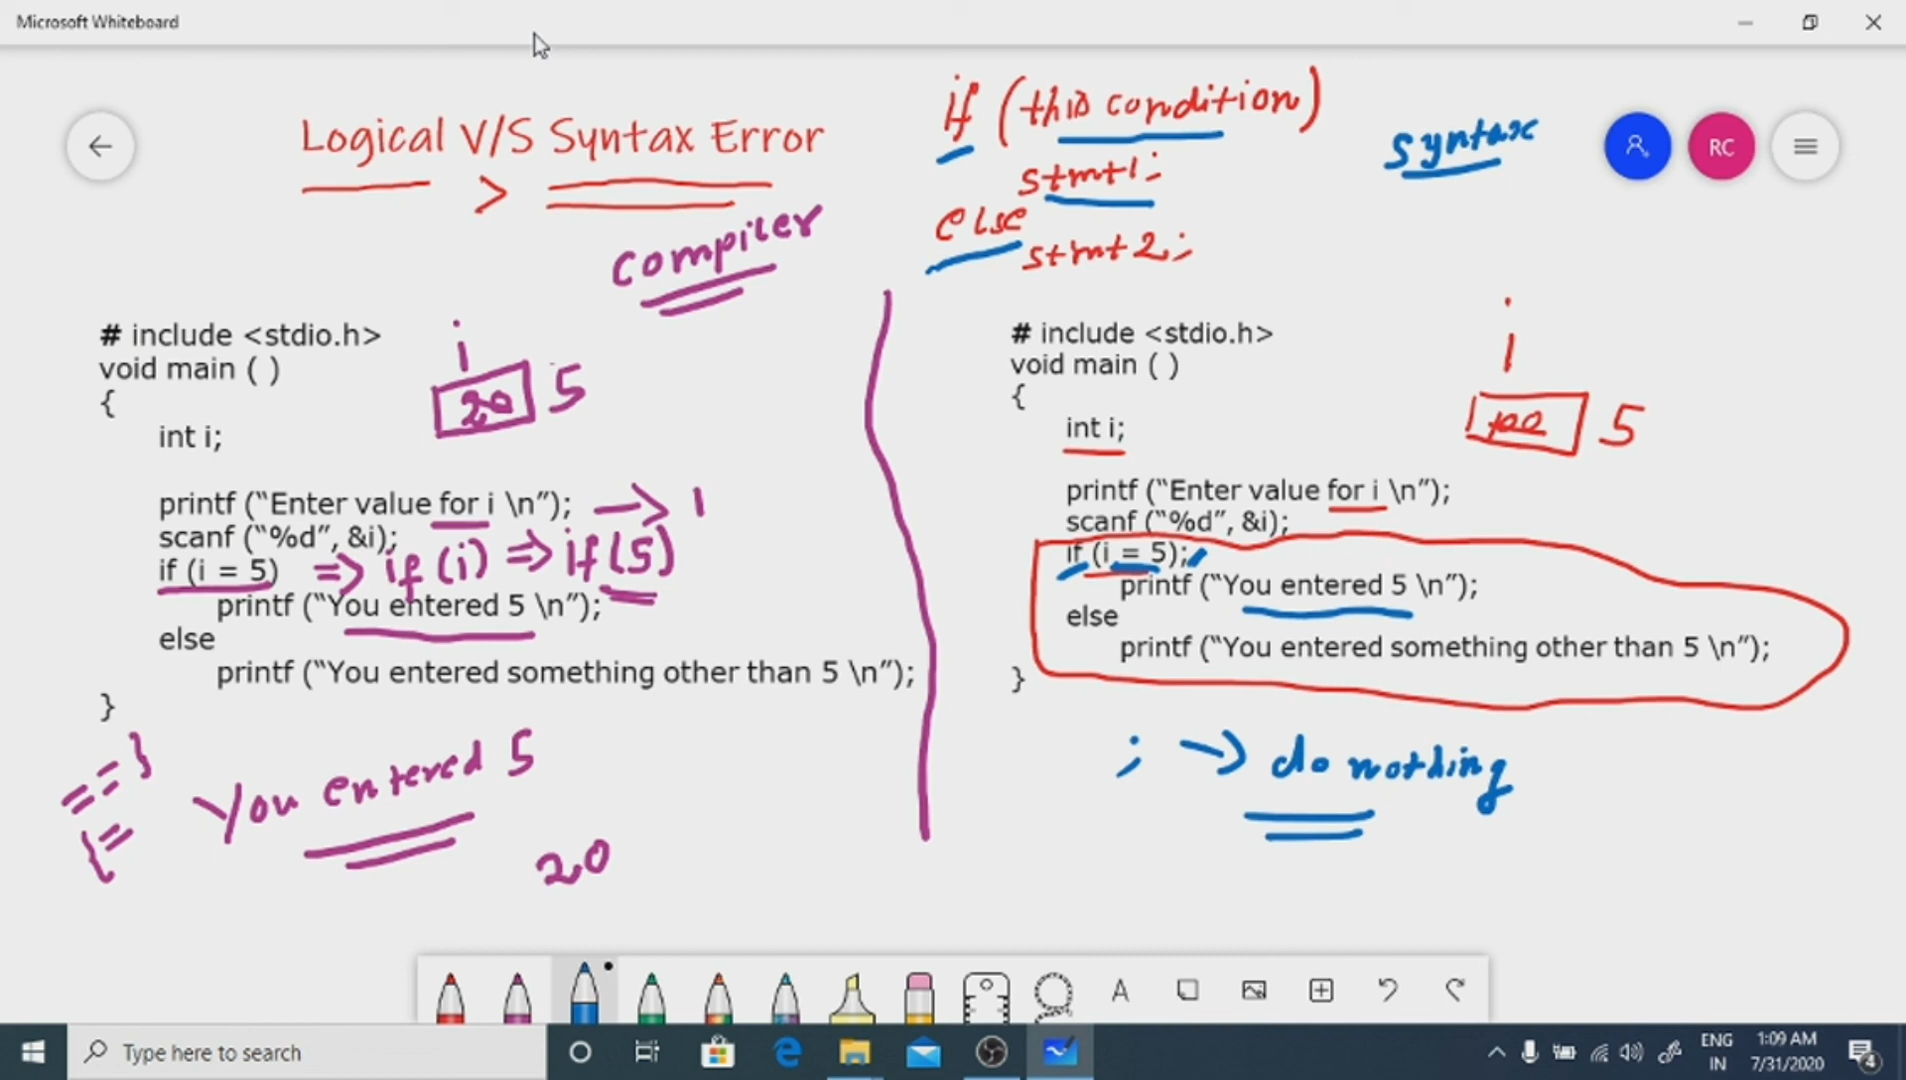 Microsoft Whiteboard
Logical V/S Syntax Error
>
compiler
if (this condition)
stmt1;
else
stmt2;
syntax
RC
# include <stdio.h>
void main ( )
{
int i;
printf ("Enter value for i \n");
scanf ("%d", &i);
if (i = 5)
printf ("You entered 5 \n");
else
printf ("You entered something other than 5 \n");
}
i
20 5
→ 1
⇒ if (i) ⇒ if (5)
You entered 5
20
# include <stdio.h>
void main ( )
{
int i;
printf ("Enter value for i \n");
scanf ("%d", &i);
if (i = 5);
printf ("You entered 5 \n");
else
printf ("You entered something other than 5 \n");
}
i
5
; → do nothing
A
Type here to search
ENG
IN
1:09 AM
7/31/2020
4